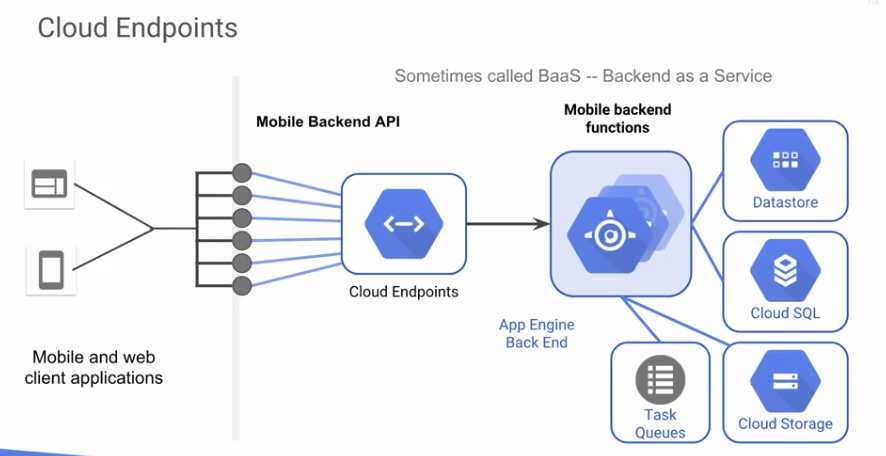 Cloud Endpoints
Sometimes called BaaS -- Backend as a Service
Mobile Backend API
Mobile backend
functions
Datastore
Cloud Endpoints
Cloud SQL
App Engine
Back End
Mobile and web
client applications
Task
Queues
Cloud Storage